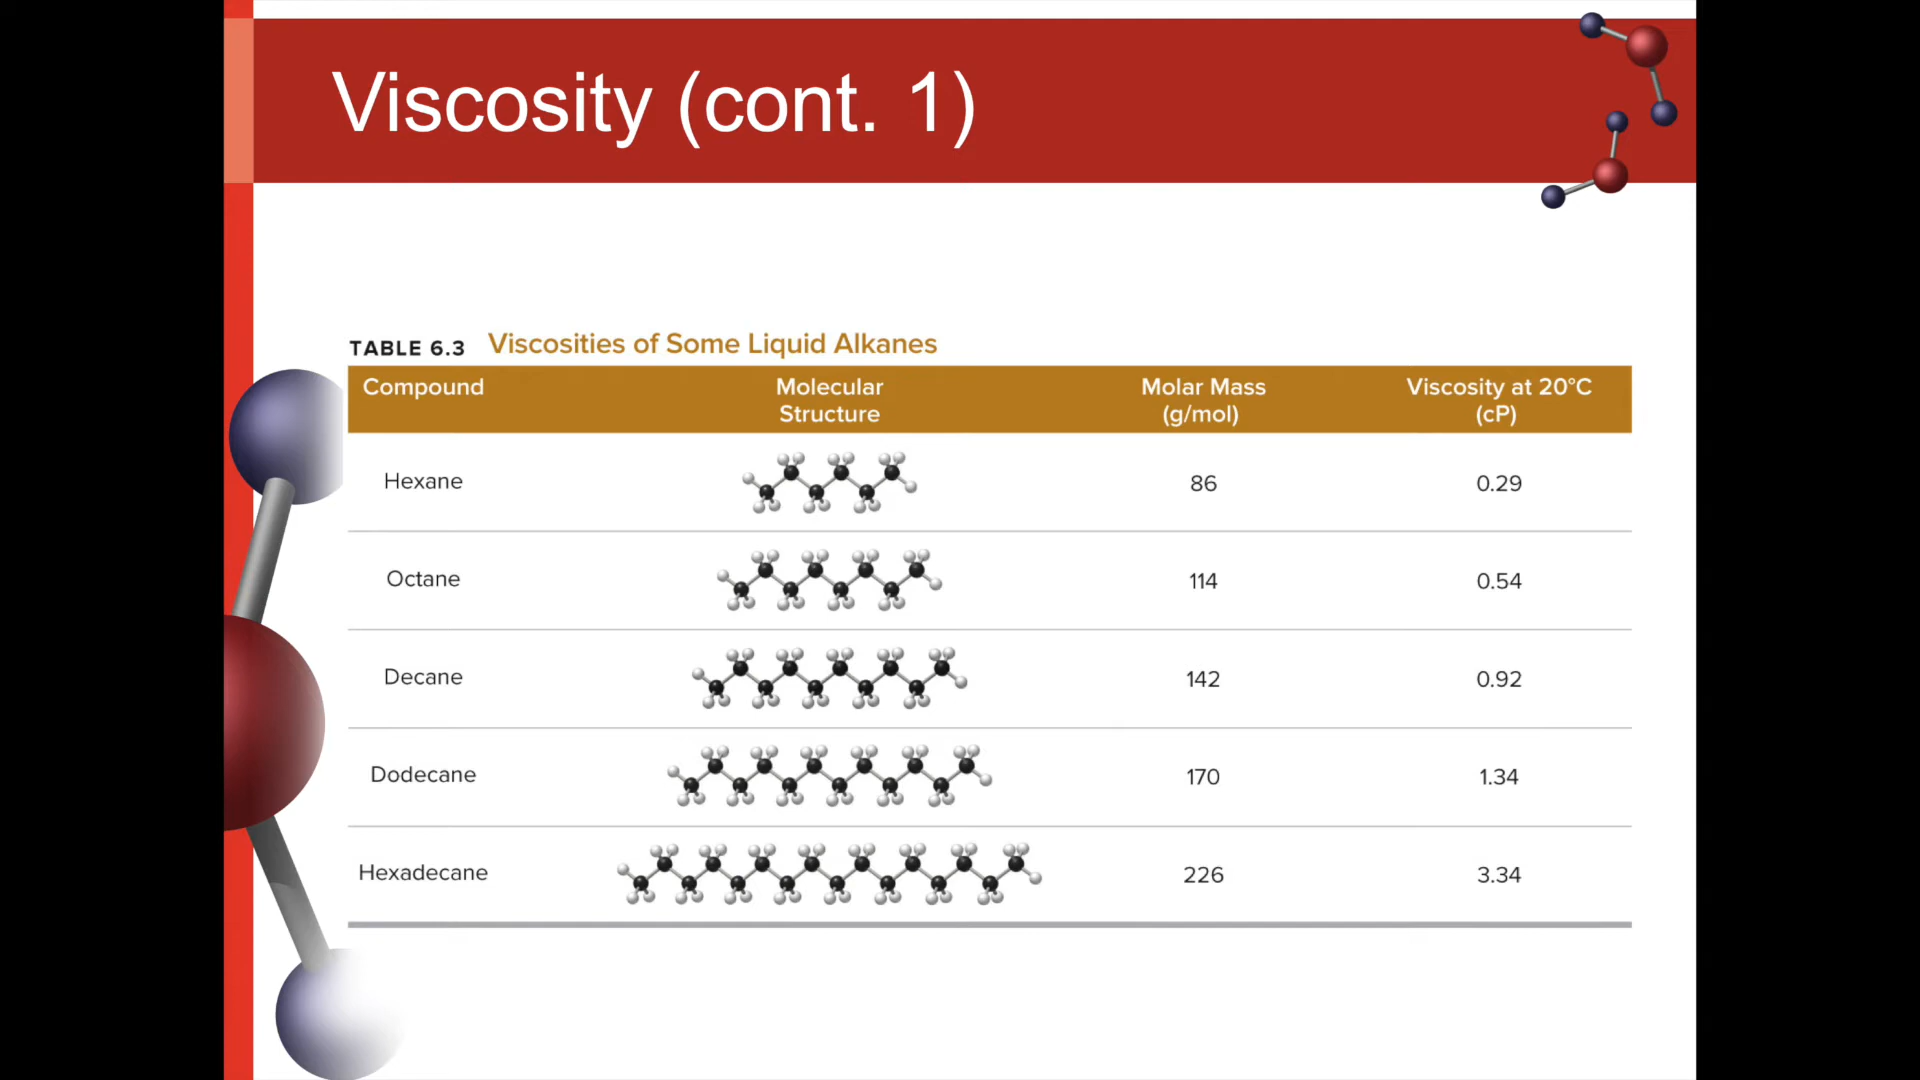 Viscosity (cont. 1)
TABLE 6.3 Viscosities of Some Liquid Alkanes
Compound Molecular Structure Molar Mass (g/mol) Viscosity at 20°C (cP)
Hexane 86 0.29
Octane 114 0.54
Decane 142 0.92
Dodecane 170 1.34
Hexadecane 226 3.34